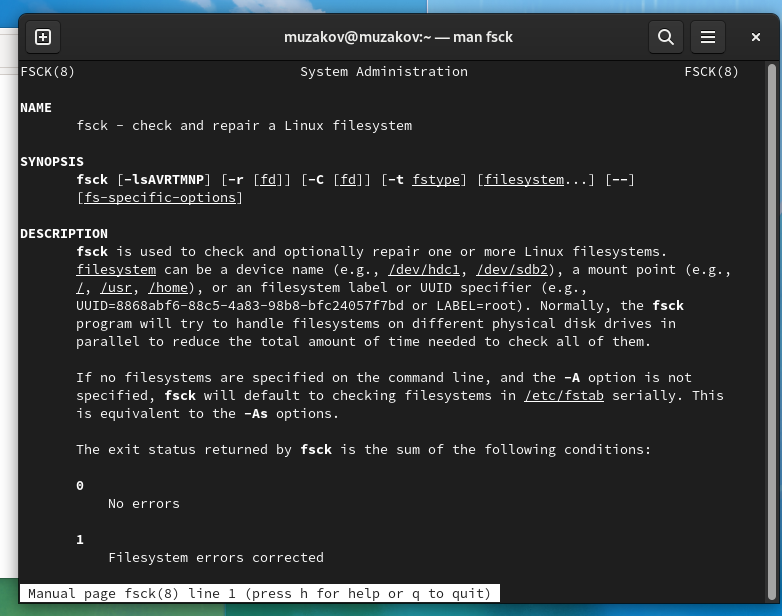 muzakov@muzakov:~ — man fsck
FSCK(8) System Administration FSCK(8)
NAME
fsck - check and repair a Linux filesystem
SYNOPSIS
fsck [-lsAVRTMNP] [-r [fd]] [-C [fd]] [-t fstype] [filesystem...] [--]
[fs-specific-options]
DESCRIPTION
fsck is used to check and optionally repair one or more Linux filesystems.
filesystem can be a device name (e.g., /dev/hdc1, /dev/sdb2), a mount point (e.g.,
/, /usr, /home), or an filesystem label or UUID specifier (e.g.,
UUID=8868abf6-88c5-4a83-98b8-bfc24057f7bd or LABEL=root). Normally, the fsck
program will try to handle filesystems on different physical disk drives in
parallel to reduce the total amount of time needed to check all of them.
If no filesystems are specified on the command line, and the -A option is not
specified, fsck will default to checking filesystems in /etc/fstab serially. This
is equivalent to the -As options.
The exit status returned by fsck is the sum of the following conditions:
0
No errors
1
Filesystem errors corrected
Manual page fsck(8) line 1 (press h for help or q to quit)